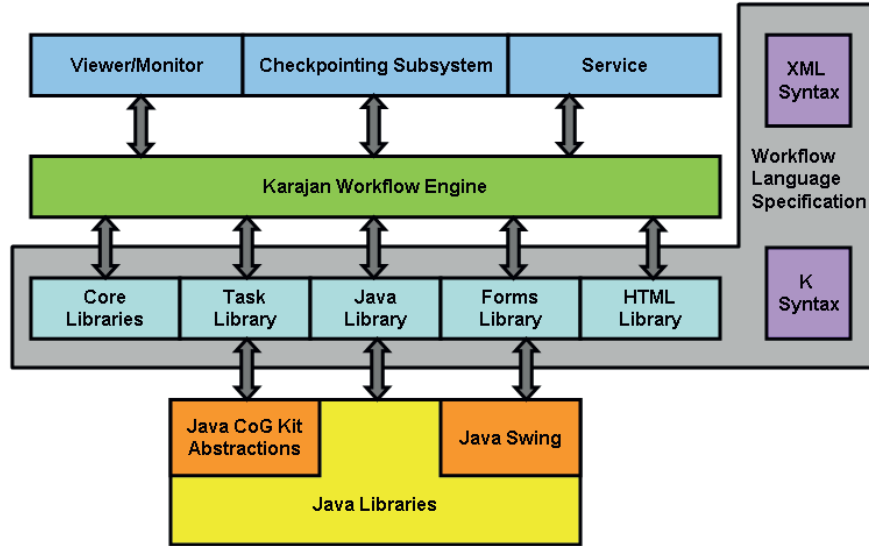 Viewer/Monitor
Checkpointing Subsystem
Service
XML
Syntax
Karajan Workflow Engine
Workflow
Language
Specification
Core
Libraries
Task
Library
Java
Library
Forms
Library
HTML
Library
K
Syntax
Java CoG Kit
Abstractions
Java Swing
Java Libraries